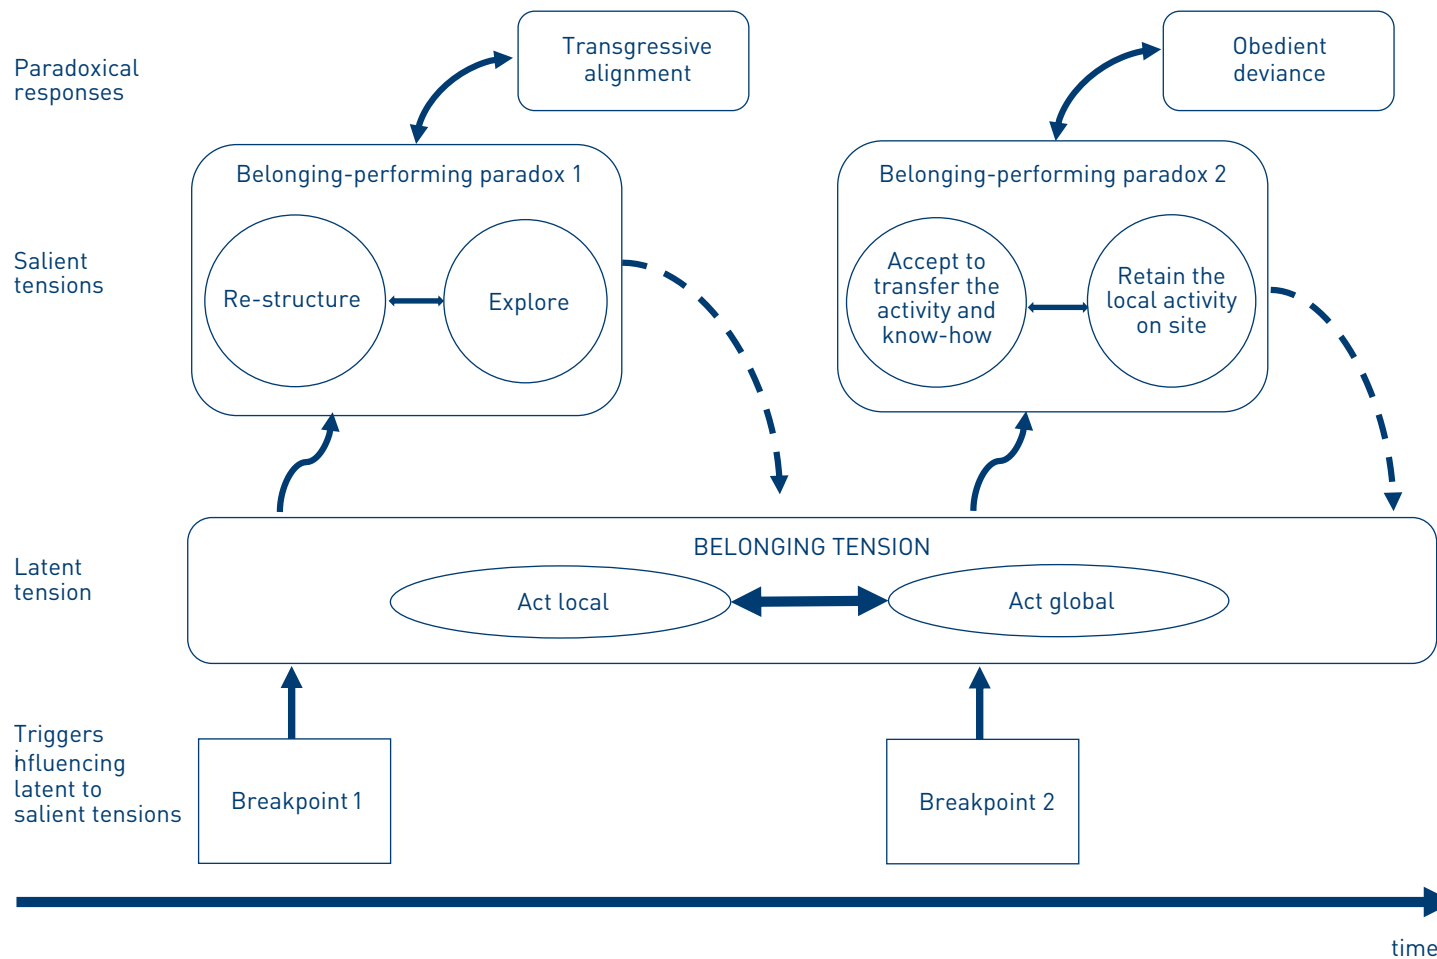 Paradoxical
responses
Transgressive
alignment
Obedient
deviance
Salient
tensions
Belonging-performing paradox 1
Re-structure
Explore
Belonging-performing paradox 2
Accept to
transfer the
activity and
know-how
Retain the
local activity
on site
Latent
tension
BELONGING TENSION
Act local
Act global
Triggers
influencing
latent to
salient tensions
Breakpoint 1
Breakpoint 2
time